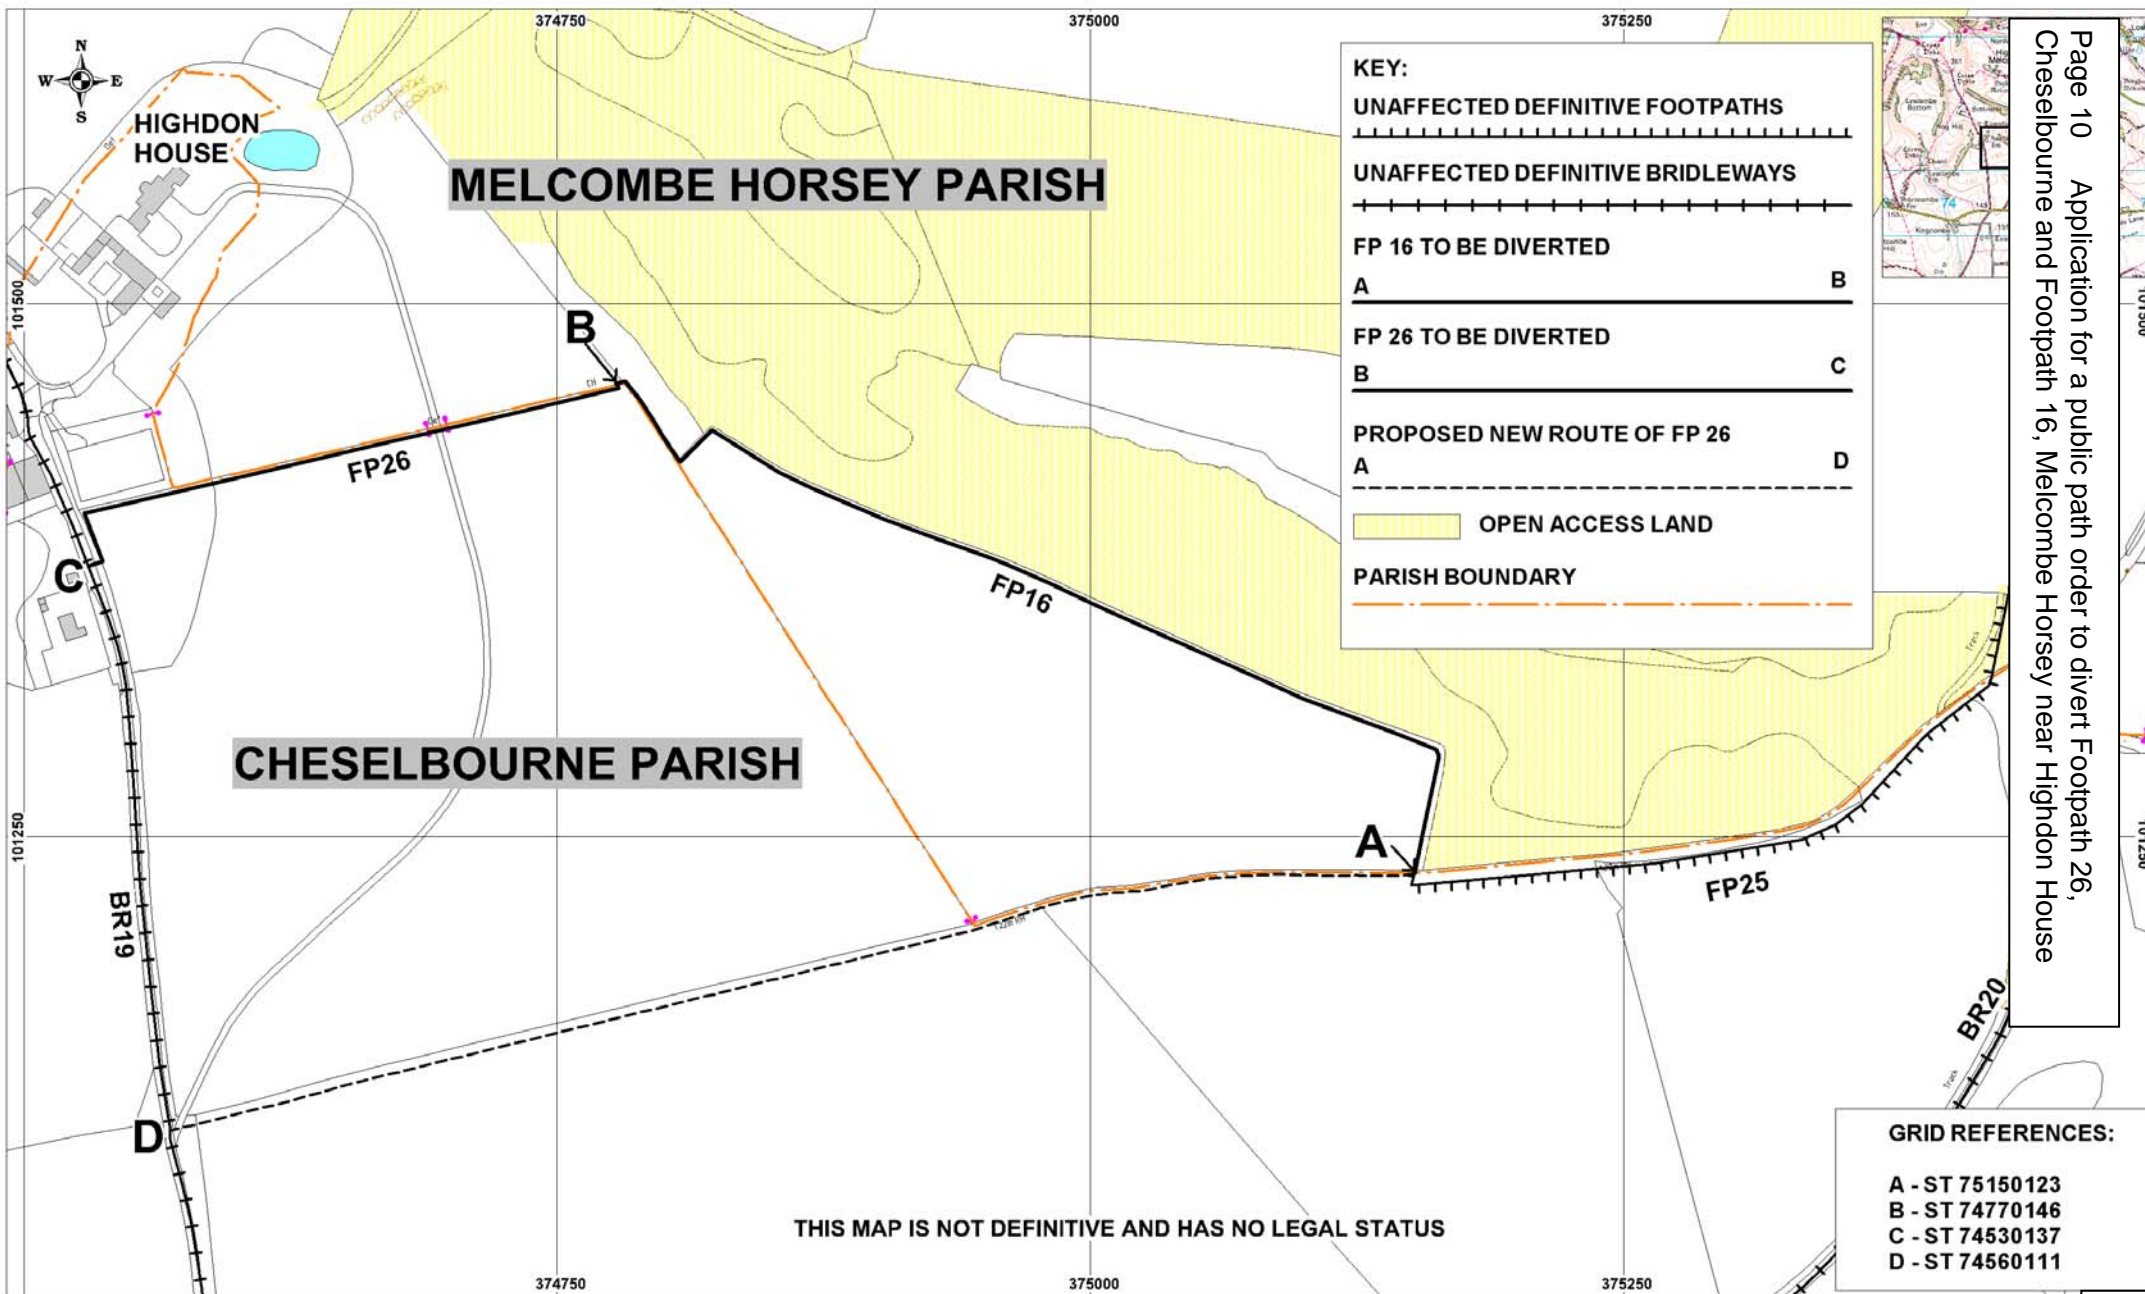 374750
375000
375250
N
W E
S
HIGHDON
HOUSE
MELCOMBE HORSEY PARISH
101500
B
FP26
C
FP16
CHESELBOURNE PARISH
101250
A
BR19
FP25
BR20
D
Track
Track
THIS MAP IS NOT DEFINITIVE AND HAS NO LEGAL STATUS
374750
375000
375250
KEY:
UNAFFECTED DEFINITIVE FOOTPATHS
UNAFFECTED DEFINITIVE BRIDLEWAYS
FP 16 TO BE DIVERTED
A B
FP 26 TO BE DIVERTED
B C
PROPOSED NEW ROUTE OF FP 26
A D
OPEN ACCESS LAND
PARISH BOUNDARY
Page 10 Application for a public path order to divert Footpath 26,
Cheselbourne and Footpath 16, Melcombe Horsey near Highdon House
GRID REFERENCES:
A - ST 75150123
B - ST 74770146
C - ST 74530137
D - ST 74560111